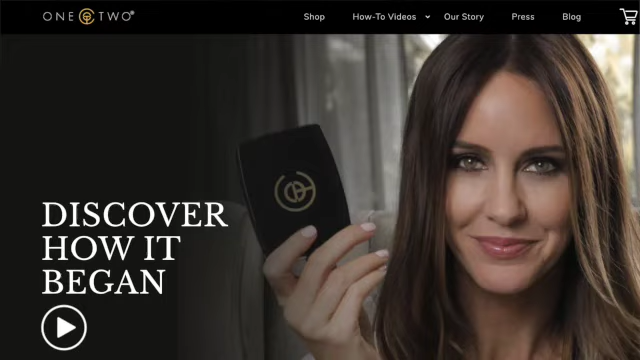 ONE TWO®
Shop
How-To Videos
Our Story
Press
Blog
DISCOVER
HOW IT
BEGAN